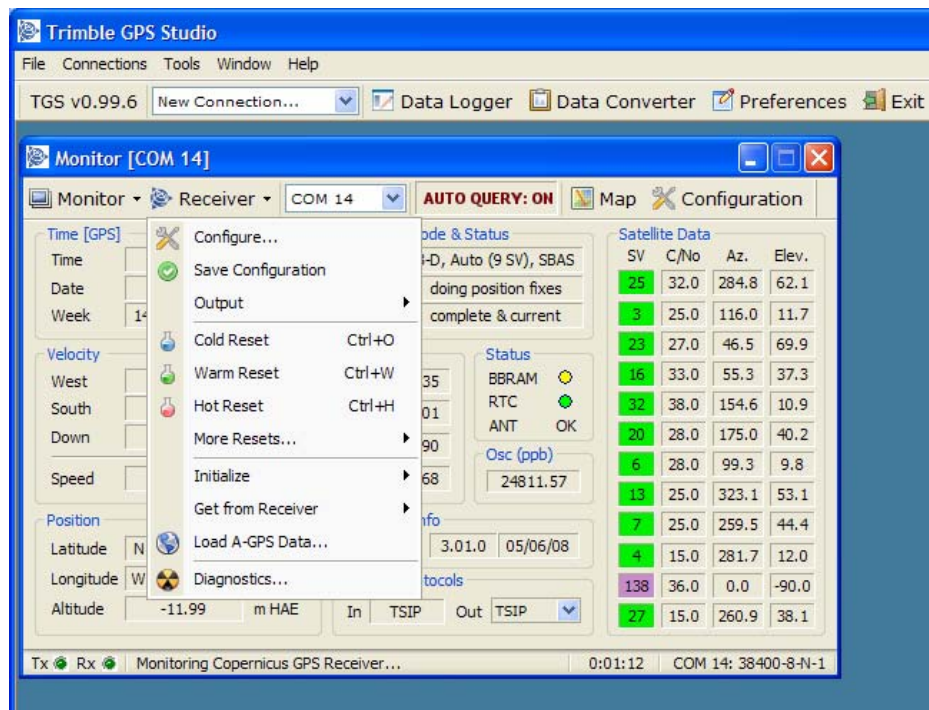 Trimble GPS Studio
File Connections Tools Window Help
TGS v0.99.6 New Connection... Data Logger Data Converter Preferences Exit
Monitor [COM 14]
Monitor Receiver COM 14 AUTO QUERY: ON Map Configuration
Time [GPS]
Time
Date
Week 14
Velocity
West
South
Down
Speed
Position
Latitude N
Longitude W
Altitude -11.99 m HAE
Configure...
Save Configuration
Output
Cold Reset Ctrl+O
Warm Reset Ctrl+W
Hot Reset Ctrl+H
More Resets...
Initialize
Get from Receiver
Load A-GPS Data...
Diagnostics...
ode & Status
-D, Auto (9 SV), SBAS
doing position fixes
complete & current
35
01
90
68
Status
BBRAM
RTC
ANT OK
Osc (ppb)
24811.57
nfo
3.01.0 05/06/08
tocols
In TSIP Out TSIP
Satellite Data
SV C/No Az. Elev.
25 32.0 284.8 62.1
3 25.0 116.0 11.7
23 27.0 46.5 69.9
16 33.0 55.3 37.3
32 38.0 154.6 10.9
20 28.0 175.0 40.2
6 28.0 99.3 9.8
13 25.0 323.1 53.1
7 25.0 259.5 44.4
4 15.0 281.7 12.0
138 36.0 0.0 -90.0
27 15.0 260.9 38.1
Tx Rx Monitoring Copernicus GPS Receiver... 0:01:12 COM 14: 38400-8-N-1